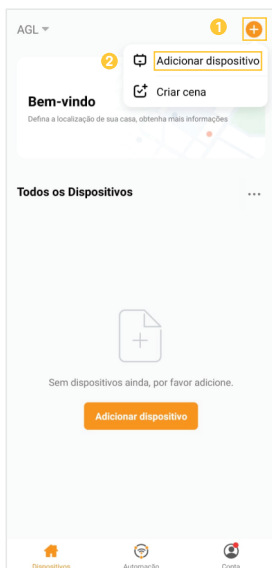 AGL
1
2
Adicionar dispositivo
Criar cena
Bem-vindo
Defina a localização de sua casa, obtenha mais informações
Todos os Dispositivos
Sem dispositivos ainda, por favor adicione.
Adicionar dispositivo
Dispositivos
Automação
Conta